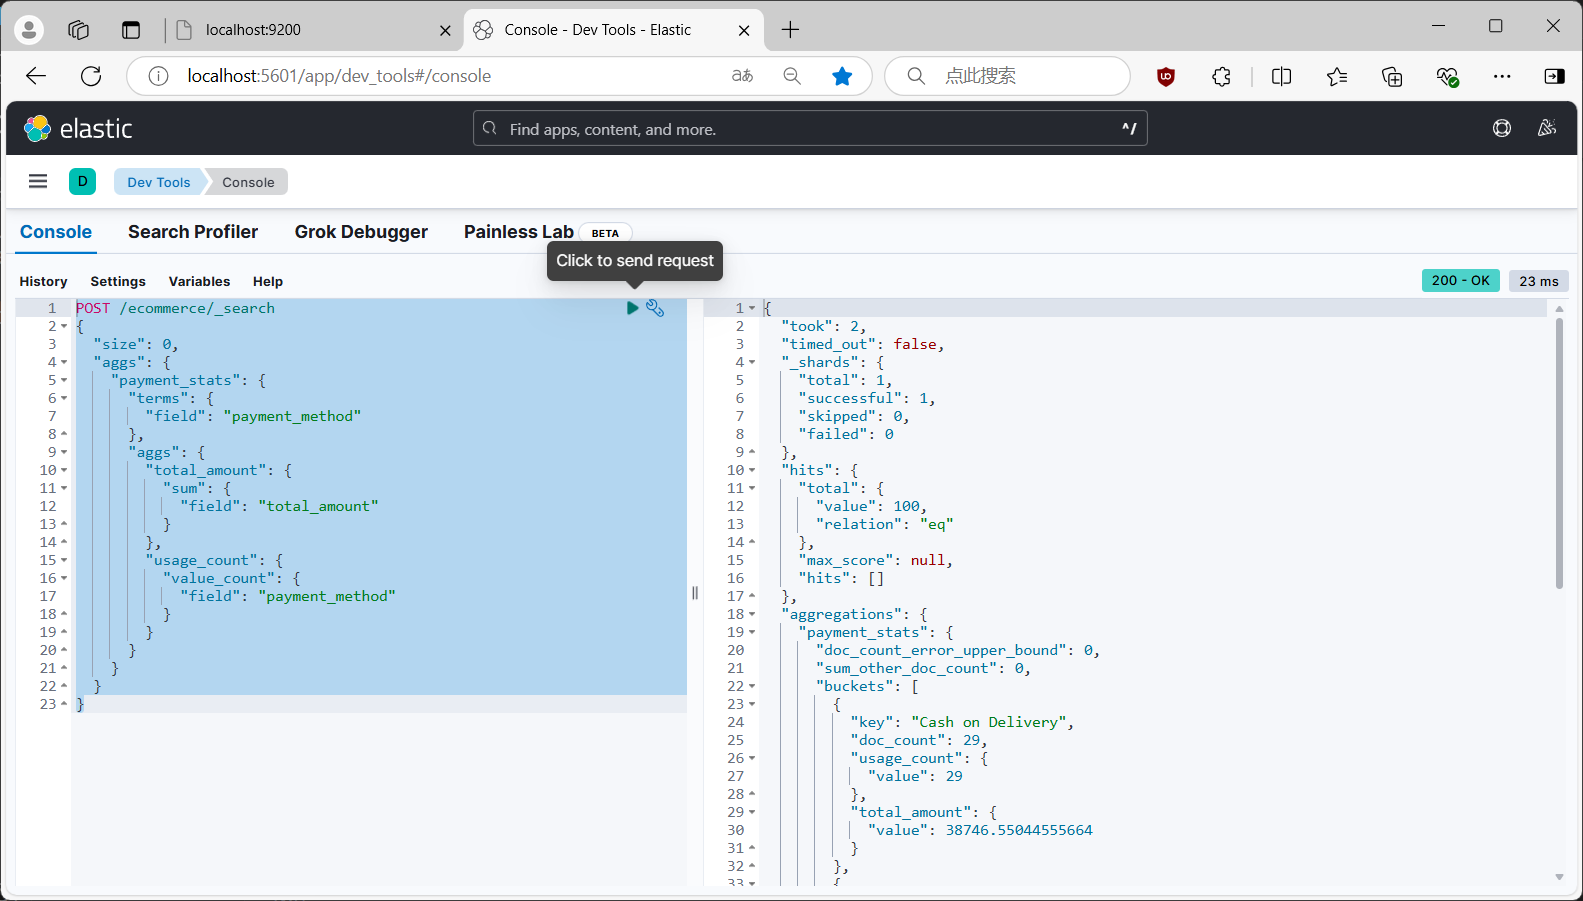 localhost:9200
Console - Dev Tools - Elastic
localhost:5601/app/dev_tools#/console
aあ
点此搜索
elastic
Find apps, content, and more.
^/
D
Dev Tools
Console
Console
Search Profiler
Grok Debugger
Painless Lab
BETA
Click to send request
History
Settings
Variables
Help
200 - OK
23 ms
1 POST /ecommerce/_search
2 {
3 "size": 0,
4 "aggs": {
5 "payment_stats": {
6 "terms": {
7 "field": "payment_method"
8 },
9 "aggs": {
10 "total_amount": {
11 "sum": {
12 "field": "total_amount"
13 }
14 },
15 "usage_count": {
16 "value_count": {
17 "field": "payment_method"
18 }
19 }
20 }
21 }
22 }
23 }
1 {
2 "took": 2,
3 "timed_out": false,
4 "_shards": {
5 "total": 1,
6 "successful": 1,
7 "skipped": 0,
8 "failed": 0
9 },
10 "hits": {
11 "total": {
12 "value": 100,
13 "relation": "eq"
14 },
15 "max_score": null,
16 "hits": []
17 },
18 "aggregations": {
19 "payment_stats": {
20 "doc_count_error_upper_bound": 0,
21 "sum_other_doc_count": 0,
22 "buckets": [
23 {
24 "key": "Cash on Delivery",
25 "doc_count": 29,
26 "usage_count": {
27 "value": 29
28 },
29 "total_amount": {
30 "value": 38746.55044555664
31 }
32 },
33 {